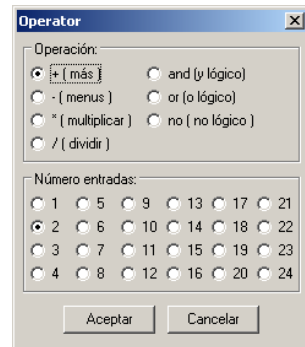 Operator
Operación:
+ ( más ) and (y lógico)
- ( menus ) or (o lógico)
* ( multiplicar ) no ( no lógico )
/ ( dividir )
Número entradas:
1 5 9 13 17 21
2 6 10 14 18 22
3 7 11 15 19 23
4 8 12 16 20 24
Aceptar Cancelar